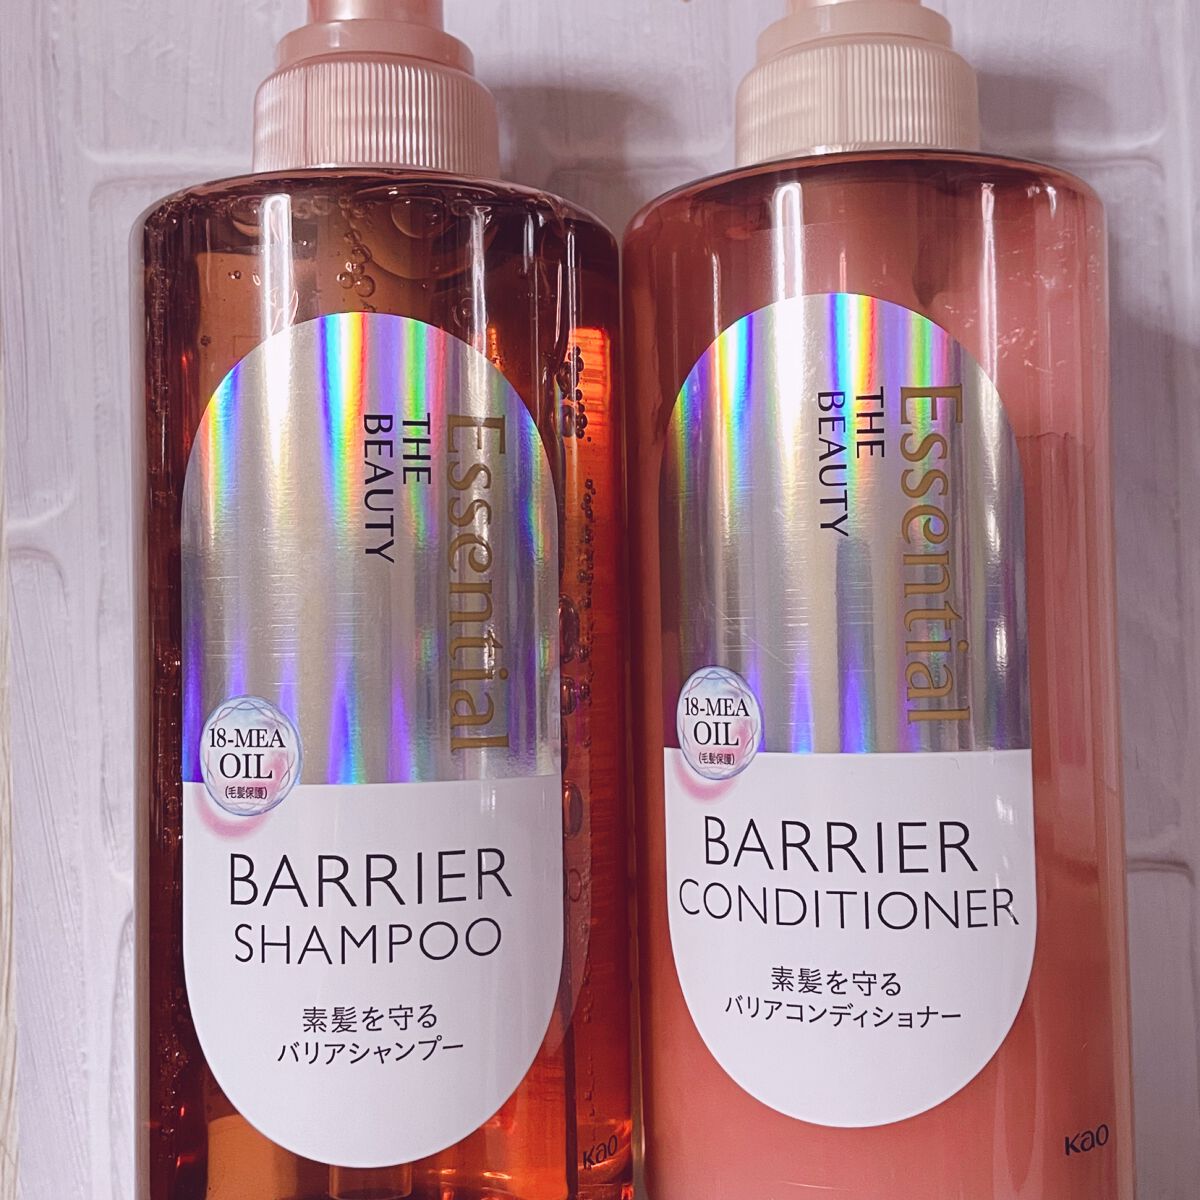 Essential
THE
BEAUTY
18-MEA
OIL
(毛髪保護)
BARRIER
SHAMPOO
素髪を守る
バリアシャンプー
Kao
Essential
THE
BEAUTY
18-MEA
OIL
(毛髪保護)
BARRIER
CONDITIONER
素髪を守る
バリアコンディショナー
Kao